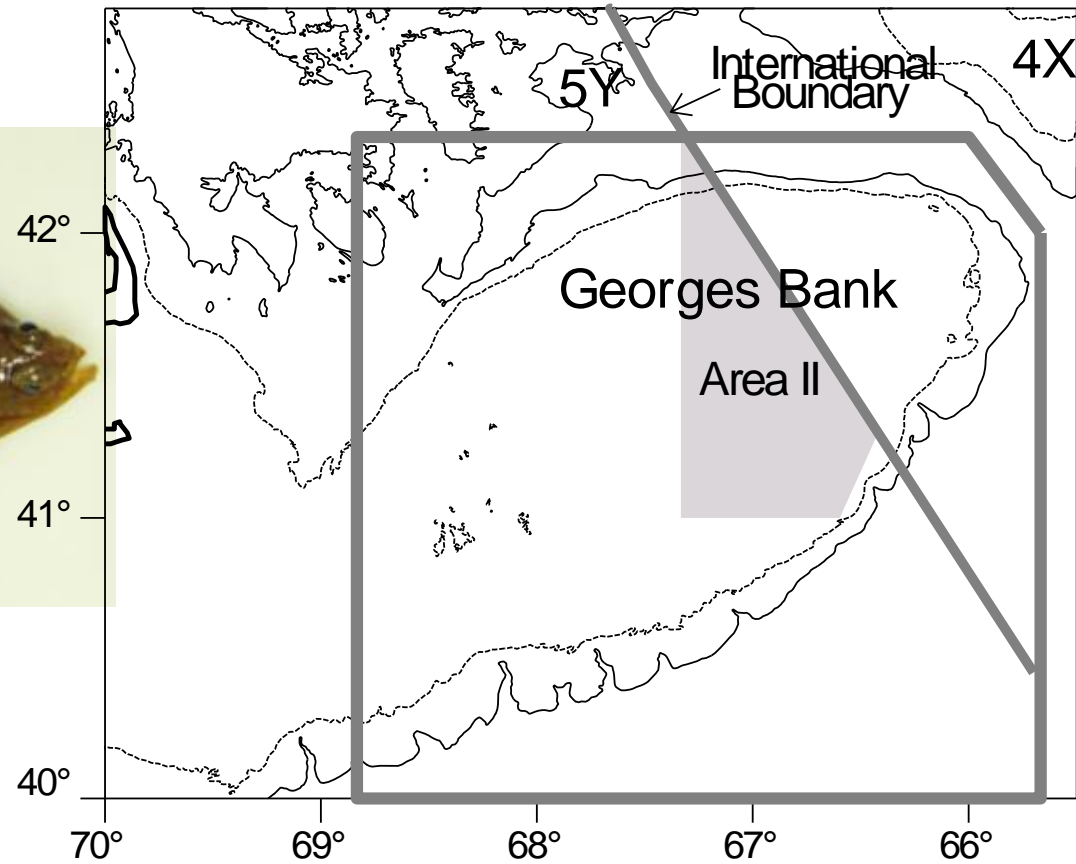 International
4X
5Y
Boundary
42°
Georges Bank
Area II
41°
40°
70°
69°
68°
67°
66°